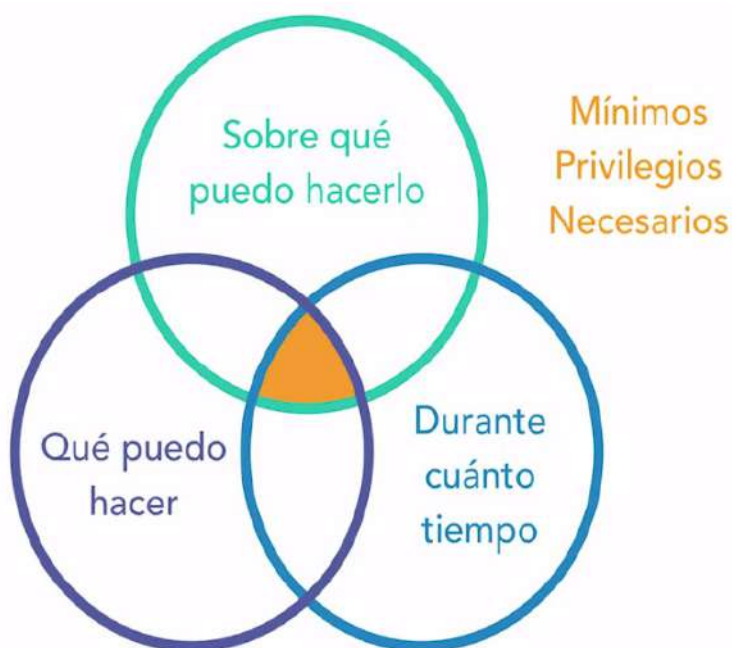 Sobre qué
puedo hacerlo
Mínimos
Privilegios
Necesarios
Qué puedo
hacer
Durante
cuánto
tiempo